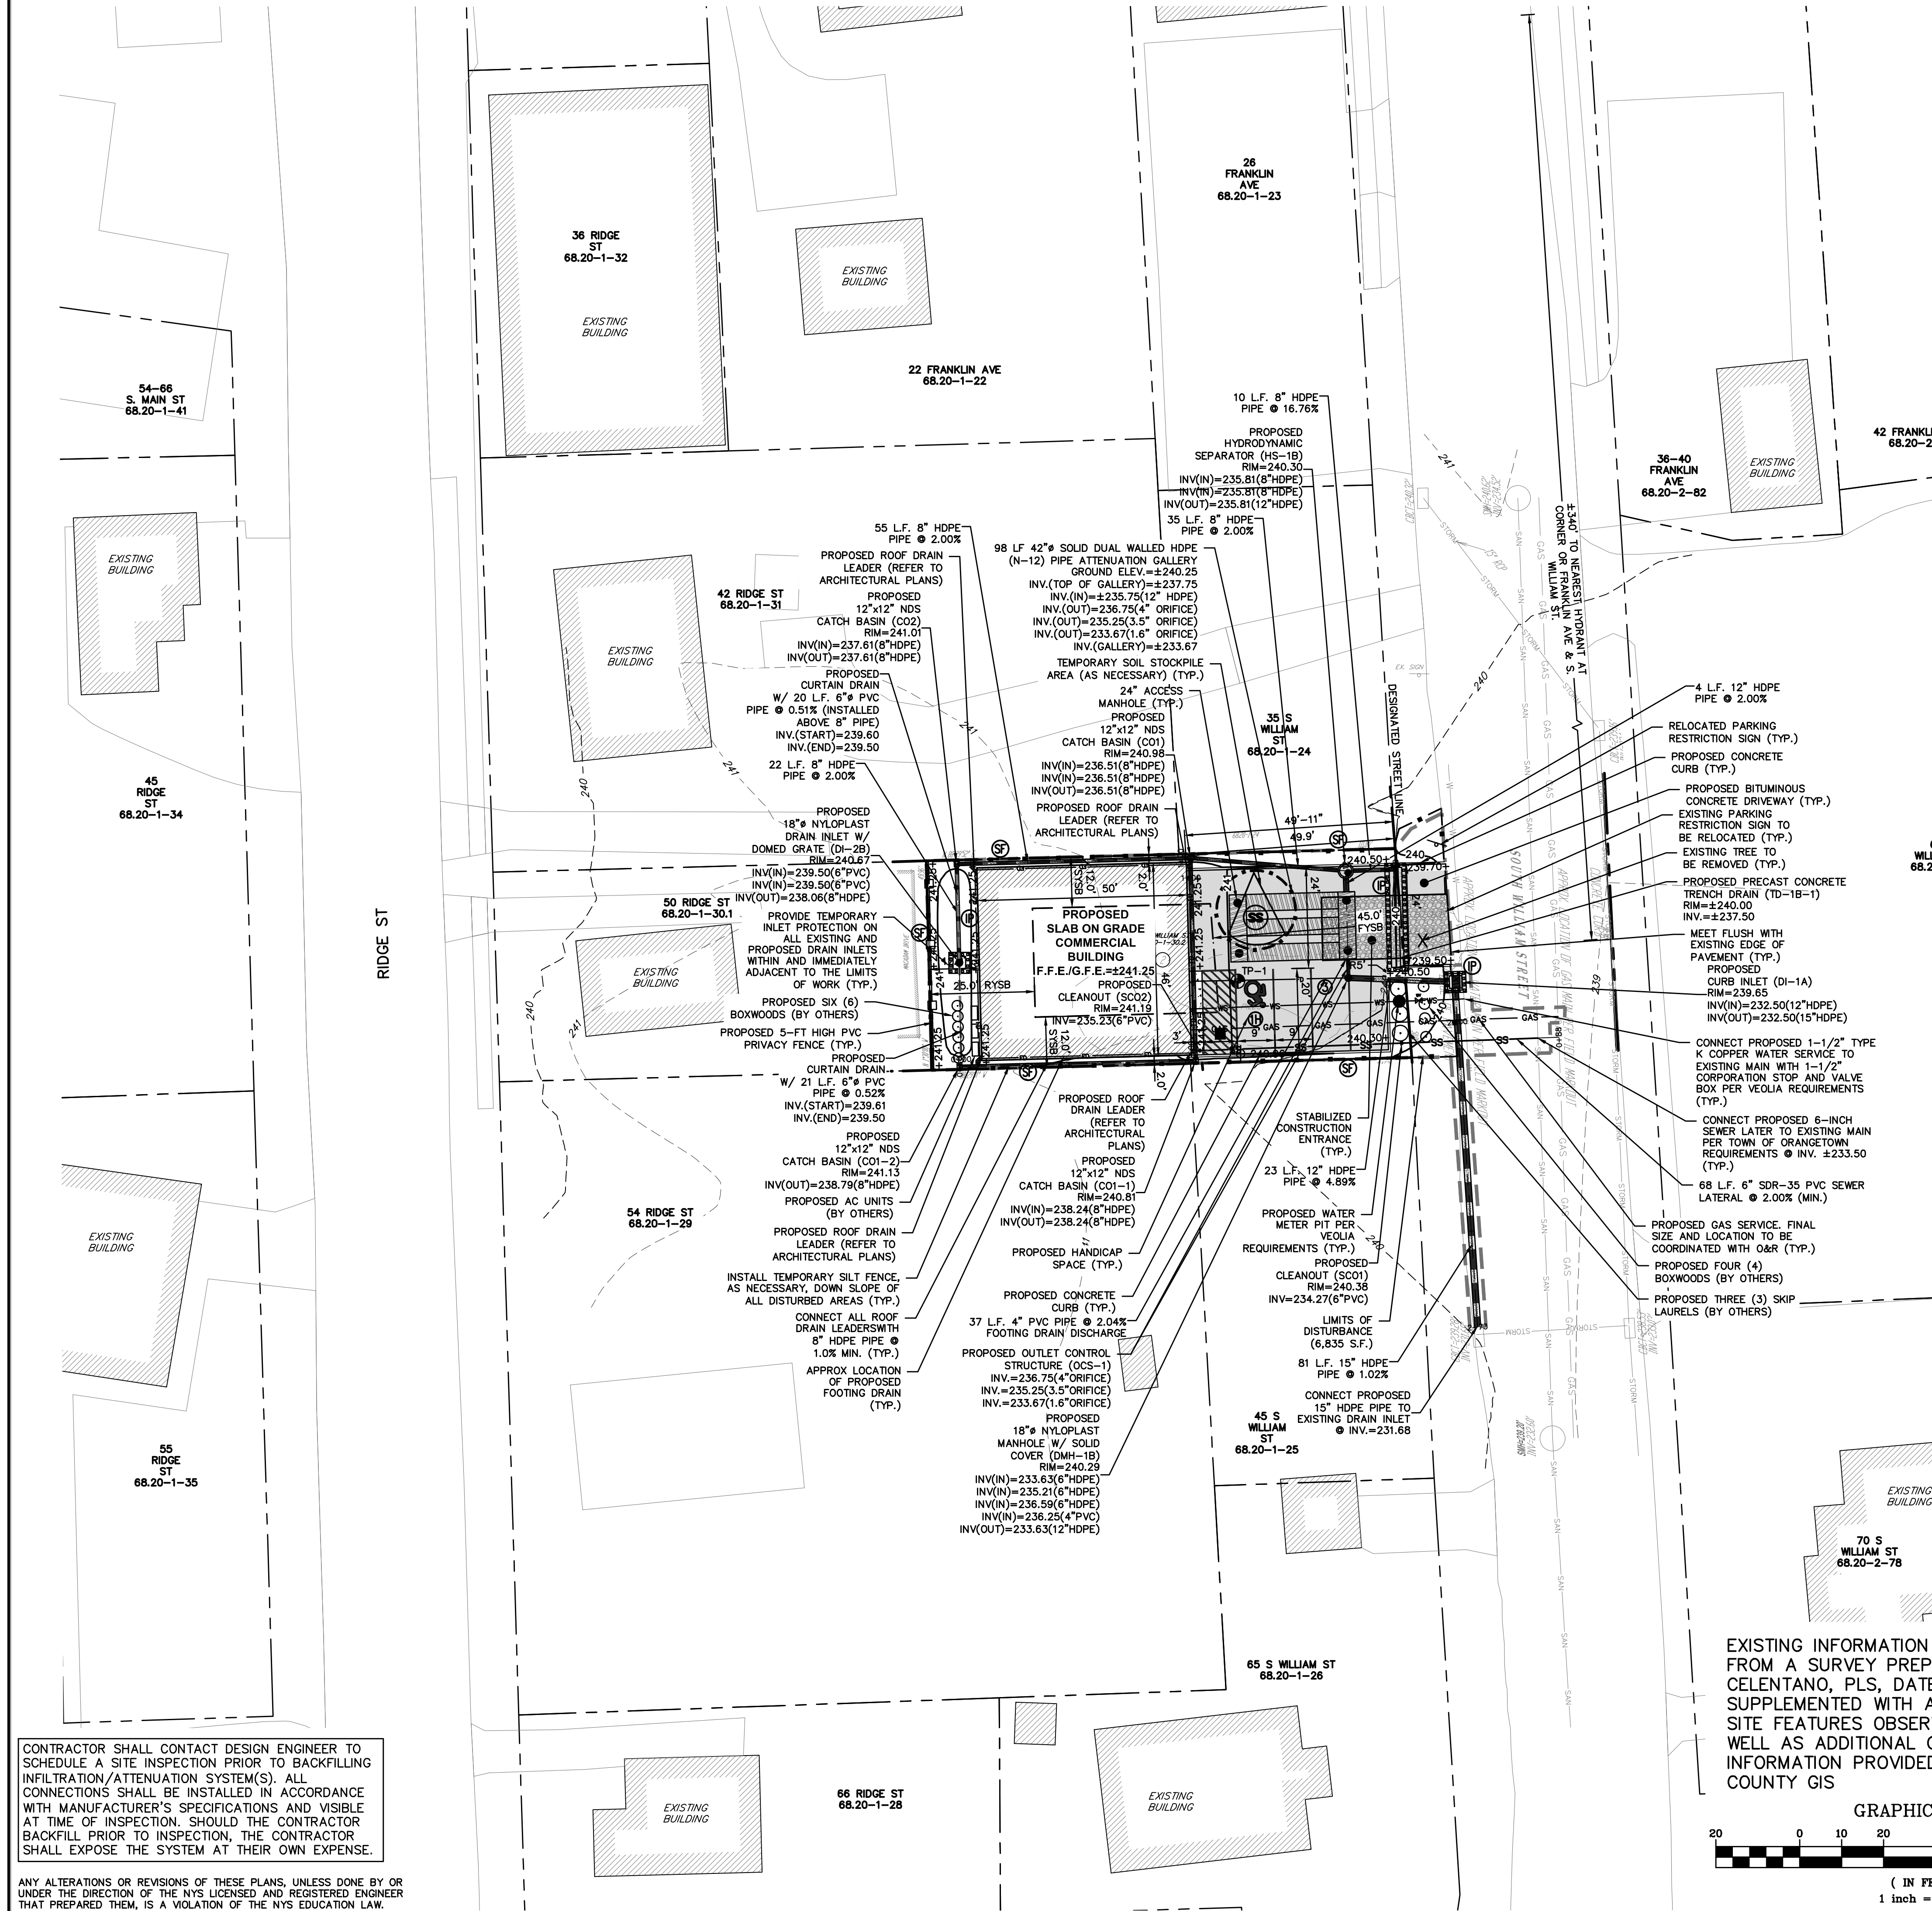 26
FRANKLIN
AVE
68.20-1-23
36 RIDGE
ST
68.20-1-32
EXISTING
BUILDING
EXISTING
BUILDING
22 FRANKLIN AVE
68.20-1-22
54-66
S. MAIN ST
68.20-1-41
EXISTING
BUILDING
45
RIDGE
ST
68.20-1-34
RIDGE ST
EXISTING
BUILDING
55
RIDGE
ST
68.20-1-35
42 RIDGE ST
68.20-1-31
EXISTING
BUILDING
50 RIDGE ST
68.20-1-30.1
EXISTING
BUILDING
54 RIDGE ST
68.20-1-29
66 RIDGE ST
68.20-1-28
EXISTING
BUILDING
65 S WILLIAM ST
68.20-1-26
EXISTING
BUILDING
45 S
WILLIAM
ST
68.20-1-25
35 S
WILLIAM
ST
68.20-1-24
36-40
FRANKLIN
AVE
68.20-2-82
EXISTING
BUILDING
70 S
WILLIAM ST
68.20-2-78
EXISTING
BUILDING
±340' TO NEAREST HYDRANT AT
CORNER OR FRANKLIN AVE & S.
WILLIAM ST.
DESIGNATED STREET LINE
SOUTH WILLIAM STREET
EX. SIGN
15" RCP
10 L.F. 8" HDPE
PIPE @ 16.76%
PROPOSED
HYDRODYNAMIC
SEPARATOR (HS-1B)
RIM=240.30
INV(IN)=235.81(8"HDPE)
INV(IN)=235.81(8"HDPE)
INV(OUT)=235.81(12"HDPE)
35 L.F. 8" HDPE
PIPE @ 2.00%
98 LF 42"ø SOLID DUAL WALLED HDPE
(N-12) PIPE ATTENUATION GALLERY
GROUND ELEV.=±240.25
INV.(TOP OF GALLERY)=±237.75
INV.(IN)=±235.75(12" HDPE)
INV.(OUT)=236.75(4" ORIFICE)
INV.(OUT)=235.25(3.5" ORIFICE)
INV.(OUT)=233.67(1.6" ORIFICE)
INV.(GALLERY)=±233.67
TEMPORARY SOIL STOCKPILE
AREA (AS NECESSARY) (TYP.)
24" ACCESS
MANHOLE (TYP.)
PROPOSED
12"x12" NDS
CATCH BASIN (CO1)
RIM=240.98
INV(IN)=236.51(8"HDPE)
INV(IN)=236.51(8"HDPE)
INV(OUT)=236.51(8"HDPE)
PROPOSED ROOF DRAIN
LEADER (REFER TO
ARCHITECTURAL PLANS)
55 L.F. 8" HDPE
PIPE @ 2.00%
PROPOSED ROOF DRAIN
LEADER (REFER TO
ARCHITECTURAL PLANS)
PROPOSED
12"x12" NDS
CATCH BASIN (CO2)
RIM=241.01
INV(IN)=237.61(8"HDPE)
INV(OUT)=237.61(8"HDPE)
PROPOSED
CURTAIN DRAIN
W/ 20 L.F. 6"ø PVC
PIPE @ 0.51% (INSTALLED
ABOVE 8" PIPE)
INV.(START)=239.60
INV.(END)=239.50
22 L.F. 8" HDPE
PIPE @ 2.00%
PROPOSED
18"ø NYLOPLAST
DRAIN INLET W/
DOMED GRATE (DI-2B)
RIM=240.67
INV(IN)=239.50(6"PVC)
INV(IN)=239.50(6"PVC)
INV(OUT)=238.06(8"HDPE)
PROVIDE TEMPORARY
INLET PROTECTION ON
ALL EXISTING AND
PROPOSED DRAIN INLETS
WITHIN AND IMMEDIATELY
ADJACENT TO THE LIMITS
OF WORK (TYP.)
PROPOSED SIX (6)
BOXWOODS (BY OTHERS)
PROPOSED 5-FT HIGH PVC
PRIVACY FENCE (TYP.)
PROPOSED
CURTAIN DRAIN
W/ 21 L.F. 6"ø PVC
PIPE @ 0.52%
INV.(START)=239.61
INV.(END)=239.50
PROPOSED
12"x12" NDS
CATCH BASIN (CO1-2)
RIM=241.13
INV(OUT)=238.79(8"HDPE)
PROPOSED AC UNITS
(BY OTHERS)
PROPOSED ROOF DRAIN
LEADER (REFER TO
ARCHITECTURAL PLANS)
INSTALL TEMPORARY SILT FENCE,
AS NECESSARY, DOWN SLOPE OF
ALL DISTURBED AREAS (TYP.)
CONNECT ALL ROOF
DRAIN LEADERSWITH
8" HDPE PIPE @
1.0% MIN. (TYP.)
APPROX LOCATION
OF PROPOSED
FOOTING DRAIN
(TYP.)
PROPOSED
SLAB ON GRADE
COMMERCIAL
BUILDING
F.F.E./G.F.E.=±241.25
PROPOSED
CLEANOUT (SCO2)
RIM=241.19
INV=235.23(6"PVC)
49'-11"
49.9'
50'
46'
45.0'
FYSB
25.0' RYSB
12.0'
SYSB
12.0'
SYSB
TP-1
PROPOSED ROOF
DRAIN LEADER
(REFER TO
ARCHITECTURAL
PLANS)
PROPOSED
12"x12" NDS
CATCH BASIN (CO1-1)
RIM=240.81
INV(IN)=238.24(8"HDPE)
INV(OUT)=238.24(8"HDPE)
PROPOSED HANDICAP
SPACE (TYP.)
PROPOSED CONCRETE
CURB (TYP.)
37 L.F. 4" PVC PIPE @ 2.04%
FOOTING DRAIN DISCHARGE
PROPOSED OUTLET CONTROL
STRUCTURE (OCS-1)
INV.=236.75(4"ORIFICE)
INV.=235.25(3.5"ORIFICE)
INV.=233.67(1.6"ORIFICE)
PROPOSED
18"ø NYLOPLAST
MANHOLE W/ SOLID
COVER (DMH-1B)
RIM=240.29
INV(IN)=233.63(6"HDPE)
INV(IN)=235.21(6"HDPE)
INV(IN)=236.59(6"HDPE)
INV(IN)=236.25(4"PVC)
INV(OUT)=233.63(12"HDPE)
STABILIZED
CONSTRUCTION
ENTRANCE
(TYP.)
23 L.F. 12" HDPE
PIPE @ 4.89%
PROPOSED WATER
METER PIT PER
VEOLIA
REQUIREMENTS (TYP.)
PROPOSED
CLEANOUT (SCO1)
RIM=240.38
INV=234.27(6"PVC)
LIMITS OF
DISTURBANCE
(6,835 S.F.)
81 L.F. 15" HDPE
PIPE @ 1.02%
CONNECT PROPOSED
15" HDPE PIPE TO
EXISTING DRAIN INLET
@ INV.=231.68
4 L.F. 12" HDPE
PIPE @ 2.00%
RELOCATED PARKING
RESTRICTION SIGN (TYP.)
PROPOSED CONCRETE
CURB (TYP.)
PROPOSED BITUMINOUS
CONCRETE DRIVEWAY (TYP.)
EXISTING PARKING
RESTRICTION SIGN TO
BE RELOCATED (TYP.)
EXISTING TREE TO
BE REMOVED (TYP.)
PROPOSED PRECAST CONCRETE
TRENCH DRAIN (TD-1B-1)
RIM=±240.00
INV.=±237.50
MEET FLUSH WITH
EXISTING EDGE OF
PAVEMENT (TYP.)
PROPOSED
CURB INLET (DI-1A)
RIM=239.65
INV(IN)=232.50(12"HDPE)
INV(OUT)=232.50(15"HDPE)
CONNECT PROPOSED 1-1/2" TYPE
K COPPER WATER SERVICE TO
EXISTING MAIN WITH 1-1/2"
CORPORATION STOP AND VALVE
BOX PER VEOLIA REQUIREMENTS
(TYP.)
CONNECT PROPOSED 6-INCH
SEWER LATER TO EXISTING MAIN
PER TOWN OF ORANGETOWN
REQUIREMENTS @ INV. ±233.50
(TYP.)
68 L.F. 6" SDR-35 PVC SEWER
LATERAL @ 2.00% (MIN.)
PROPOSED GAS SERVICE. FINAL
SIZE AND LOCATION TO BE
COORDINATED WITH O&R (TYP.)
PROPOSED FOUR (4)
BOXWOODS (BY OTHERS)
PROPOSED THREE (3) SKIP
LAURELS (BY OTHERS)
CONTRACTOR SHALL CONTACT DESIGN ENGINEER TO
SCHEDULE A SITE INSPECTION PRIOR TO BACKFILLING
INFILTRATION/ATTENUATION SYSTEM(S). ALL
CONNECTIONS SHALL BE INSTALLED IN ACCORDANCE
WITH MANUFACTURER'S SPECIFICATIONS AND VISIBLE
AT TIME OF INSPECTION. SHOULD THE CONTRACTOR
BACKFILL PRIOR TO INSPECTION, THE CONTRACTOR
SHALL EXPOSE THE SYSTEM AT THEIR OWN EXPENSE.
ANY ALTERATIONS OR REVISIONS OF THESE PLANS, UNLESS DONE BY OR
UNDER THE DIRECTION OF THE NYS LICENSED AND REGISTERED ENGINEER
THAT PREPARED THEM, IS A VIOLATION OF THE NYS EDUCATION LAW.
EXISTING INFORMATION
FROM A SURVEY PREP
CELENTANO, PLS, DATE
SUPPLEMENTED WITH A
SITE FEATURES OBSER
WELL AS ADDITIONAL
INFORMATION PROVIDED
COUNTY GIS
GRAPHIC
20 0 10 20
( IN
1 inch =